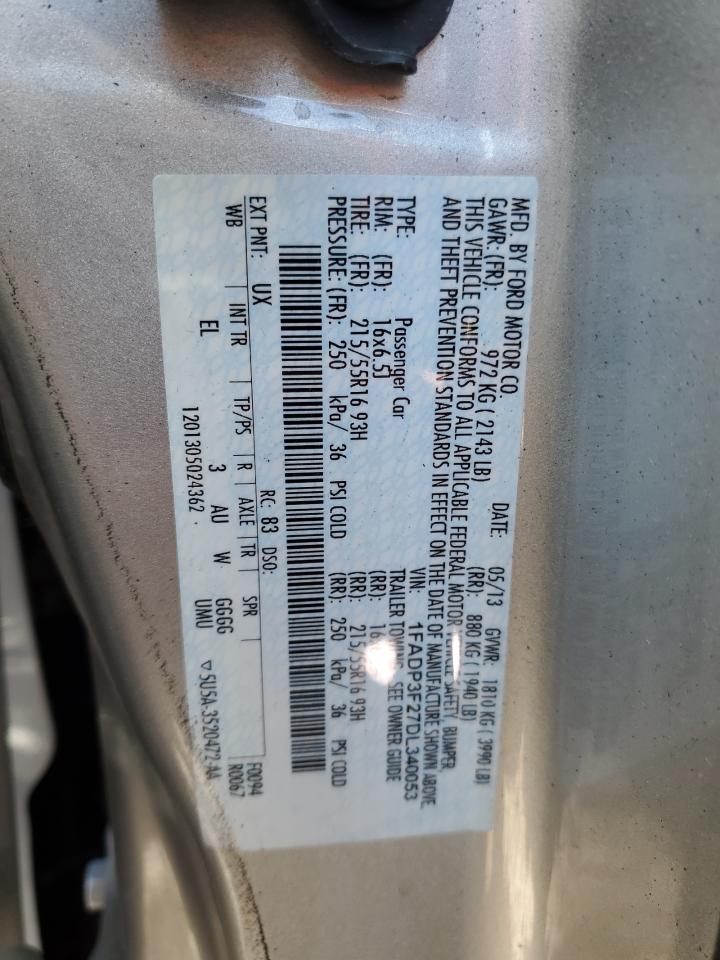 MFD. BY FORD MOTOR CO. DATE: 05/13 GVWR: 1810 KG ( 3990 LB)
GAWR: (FR): 972 KG ( 2143 LB) (RR): 880 KG ( 1940 LB)
THIS VEHICLE CONFORMS TO ALL APPLICABLE FEDERAL MOTOR SAFETY, BUMPER,
AND THEFT PREVENTION STANDARDS IN EFFECT ON THE DATE OF MANUFACTURE SHOWN ABOVE.
VIN: 1FADP3F27DL340053
TYPE: Passenger Car TRAILER TOWING - SEE OWNER GUIDE
RIM: (FR): 16x6.5J (RR):
TIRE: (FR): 215/55R16 93H (RR): 215/55R16 93H
PRESSURE: (FR): 250 kPa/ 36 PSI COLD (RR): 250 kPa/ 36 PSI COLD
RC: 83 DSO:
EXT PNT: UX F0094
WB INT TR TP/PS R AXLE TR SPR R0067
EL 3 AU W GGGG
UMU ▽5U5A-3520472-AA
1201305024362